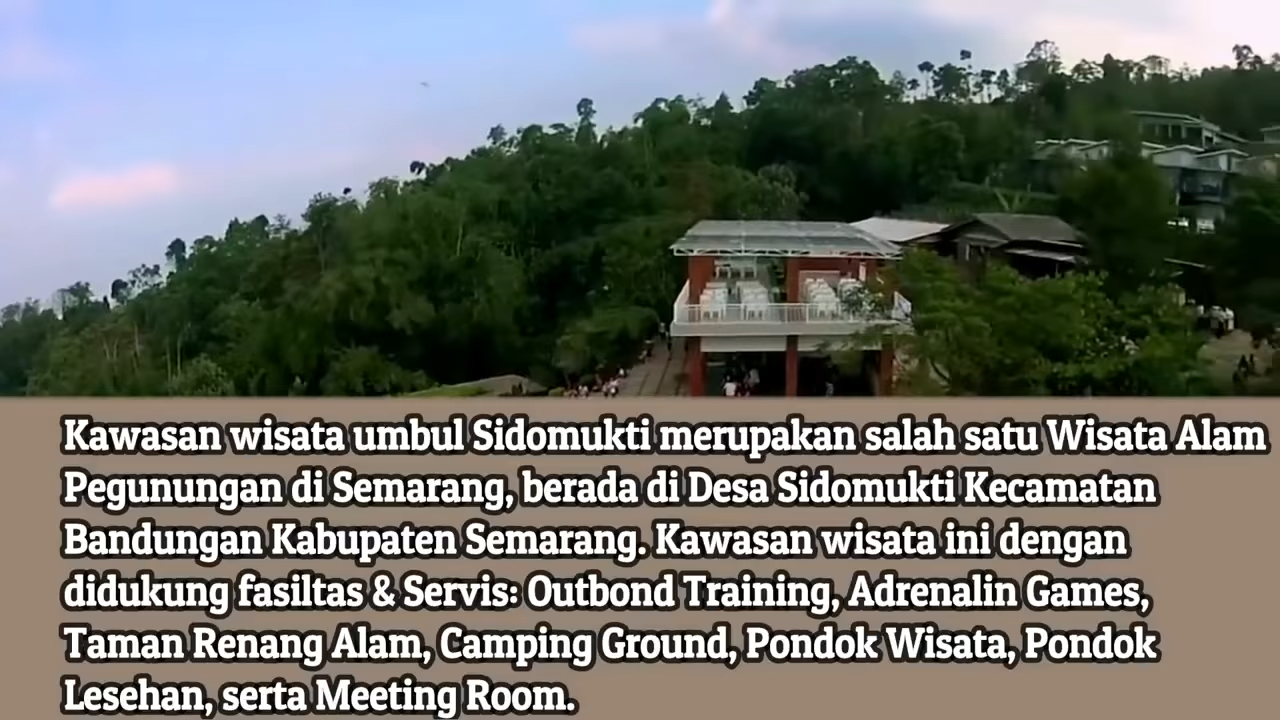 Kawasan wisata umbul Sidomukti merupakan salah satu Wisata Alam
Pegunungan di Semarang, berada di Desa Sidomukti Kecamatan
Bandungan Kabupaten Semarang. Kawasan wisata ini dengan
didukung fasiltas & Servis: Outbond Training, Adrenalin Games,
Taman Renang Alam, Camping Ground, Pondok Wisata, Pondok
Lesehan, serta Meeting Room.